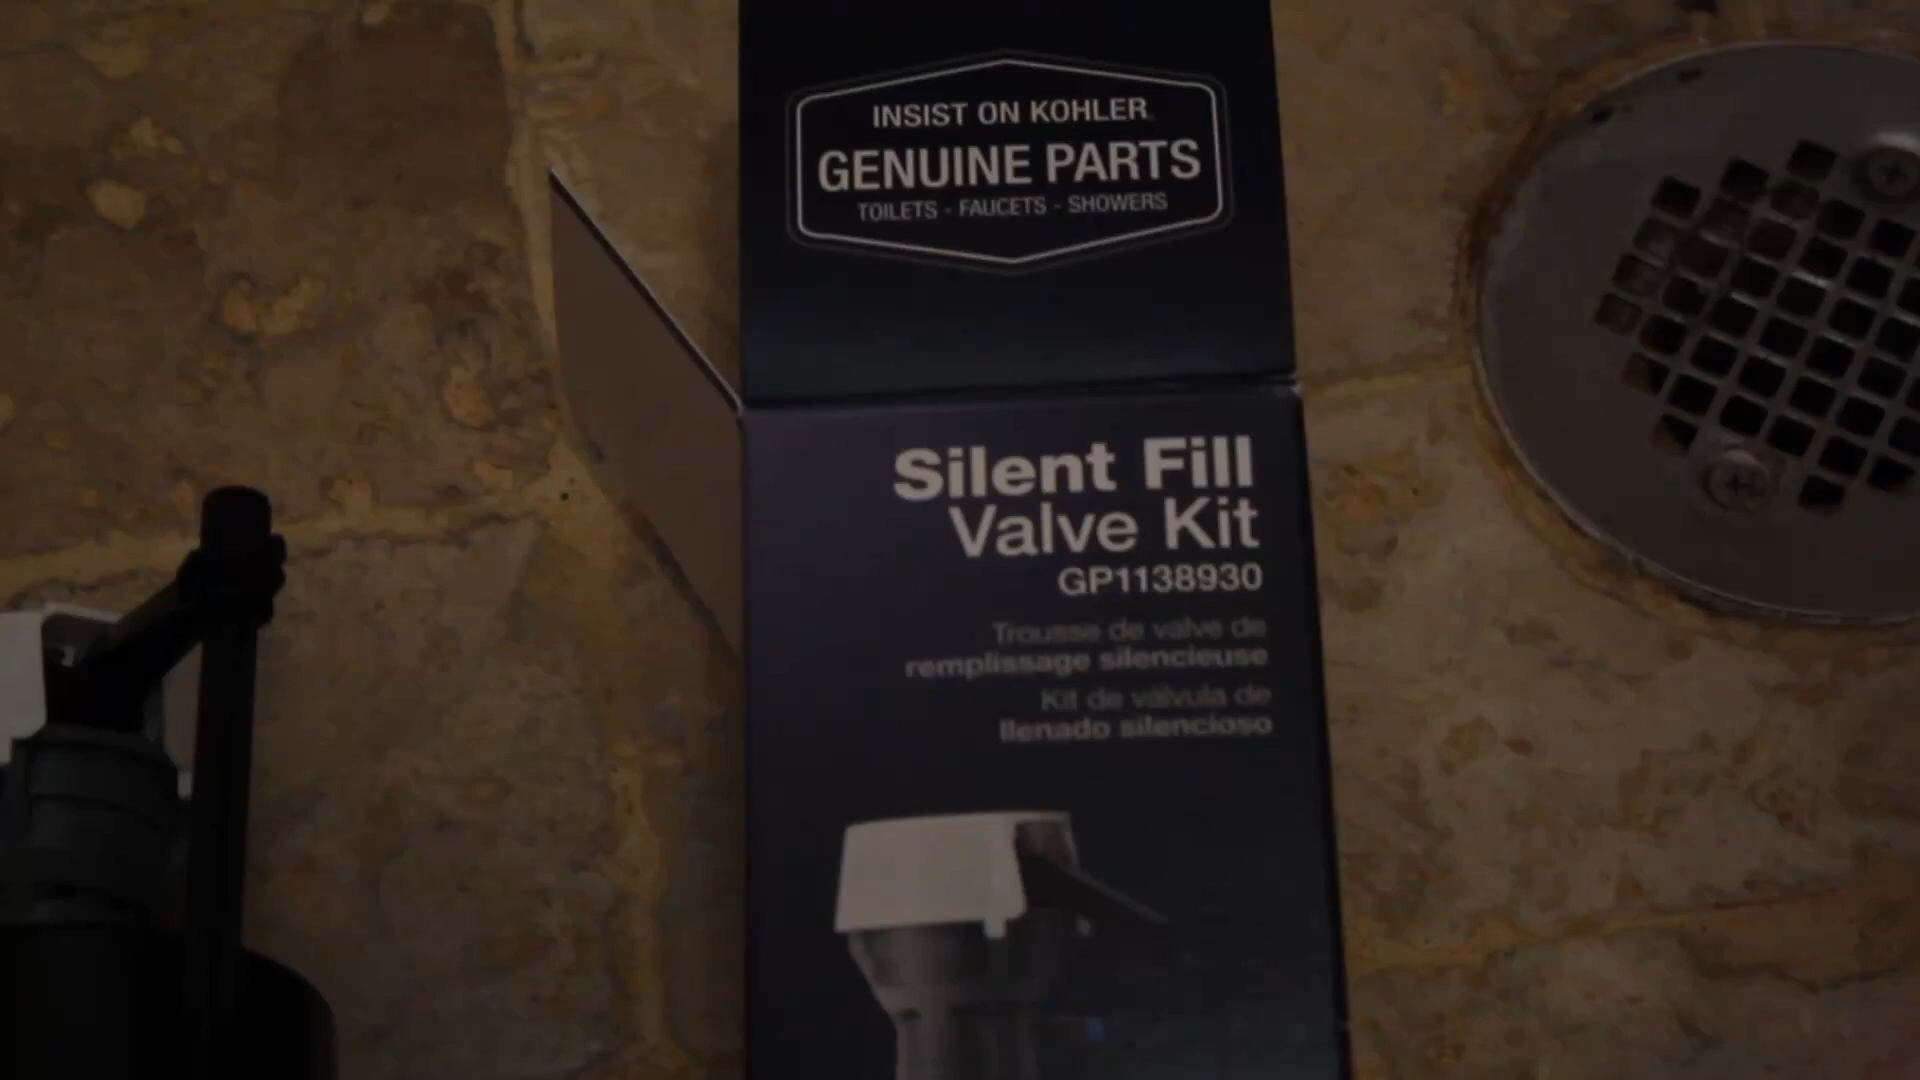 INSIST ON KOHLER®
GENUINE PARTS
TOILETS - FAUCETS - SHOWERS
Silent Fill
Valve Kit
GP1138930
Trousse de valve de
remplissage silencieuse
Kit de válvula de
llenado silencioso